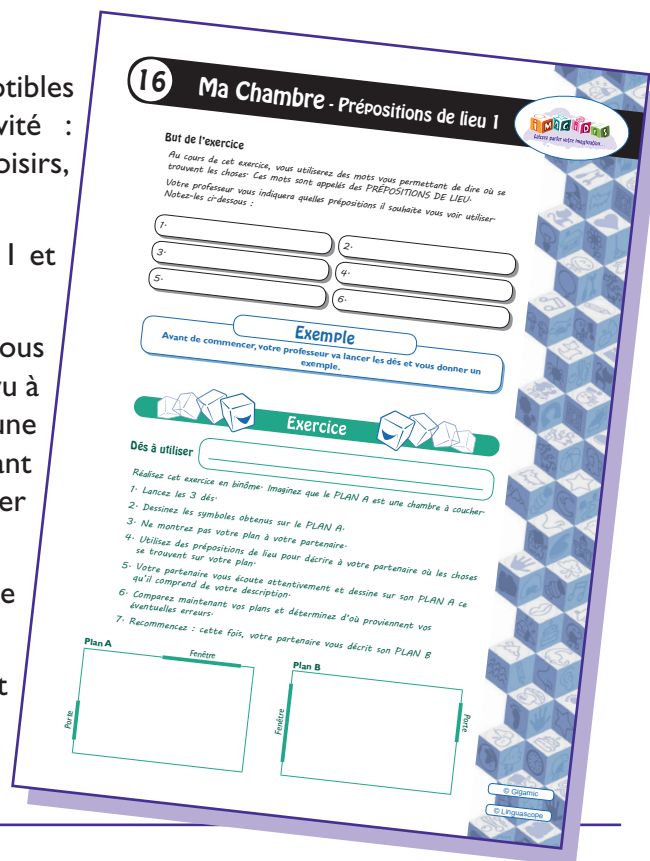 otibles
vité :
oisirs,
1 et
ous
u à
une
ant
er
e
t
16
Ma Chambre - Prépositions de lieu 1
iMAGiDéS
Laissez parler votre imagination...
But de l'exercice
Au cours de cet exercice, vous utiliserez des mots vous permettant de dire où se
trouvent les choses. Ces mots sont appelés des PRÉPOSITIONS DE LIEU.
Votre professeur vous indiquera quelles prépositions il souhaite vous voir utiliser.
Notez-les ci-dessous :
1.
2.
3.
4.
5.
6.
Exemple
Avant de commencer, votre professeur va lancer les dés et vous donner un
exemple.
Exercice
Dés à utiliser
Réalisez cet exercice en binôme. Imaginez que le PLAN A est une chambre à coucher.
1. Lancez les 3 dés.
2. Dessinez les symboles obtenus sur le PLAN A.
3. Ne montrez pas votre plan à votre partenaire.
4. Utilisez des prépositions de lieu pour décrire à votre partenaire où les choses
se trouvent sur votre plan.
5. Votre partenaire vous écoute attentivement et dessine sur son PLAN A ce
qu'il comprend de votre description.
6. Comparez maintenant vos plans et déterminez d'où proviennent vos
éventuelles erreurs.
7. Recommencez : cette fois, votre partenaire vous décrit son PLAN B
Plan A
Fenêtre
Porte
Plan B
Fenêtre
Porte
© Gigamic
© Linguascope